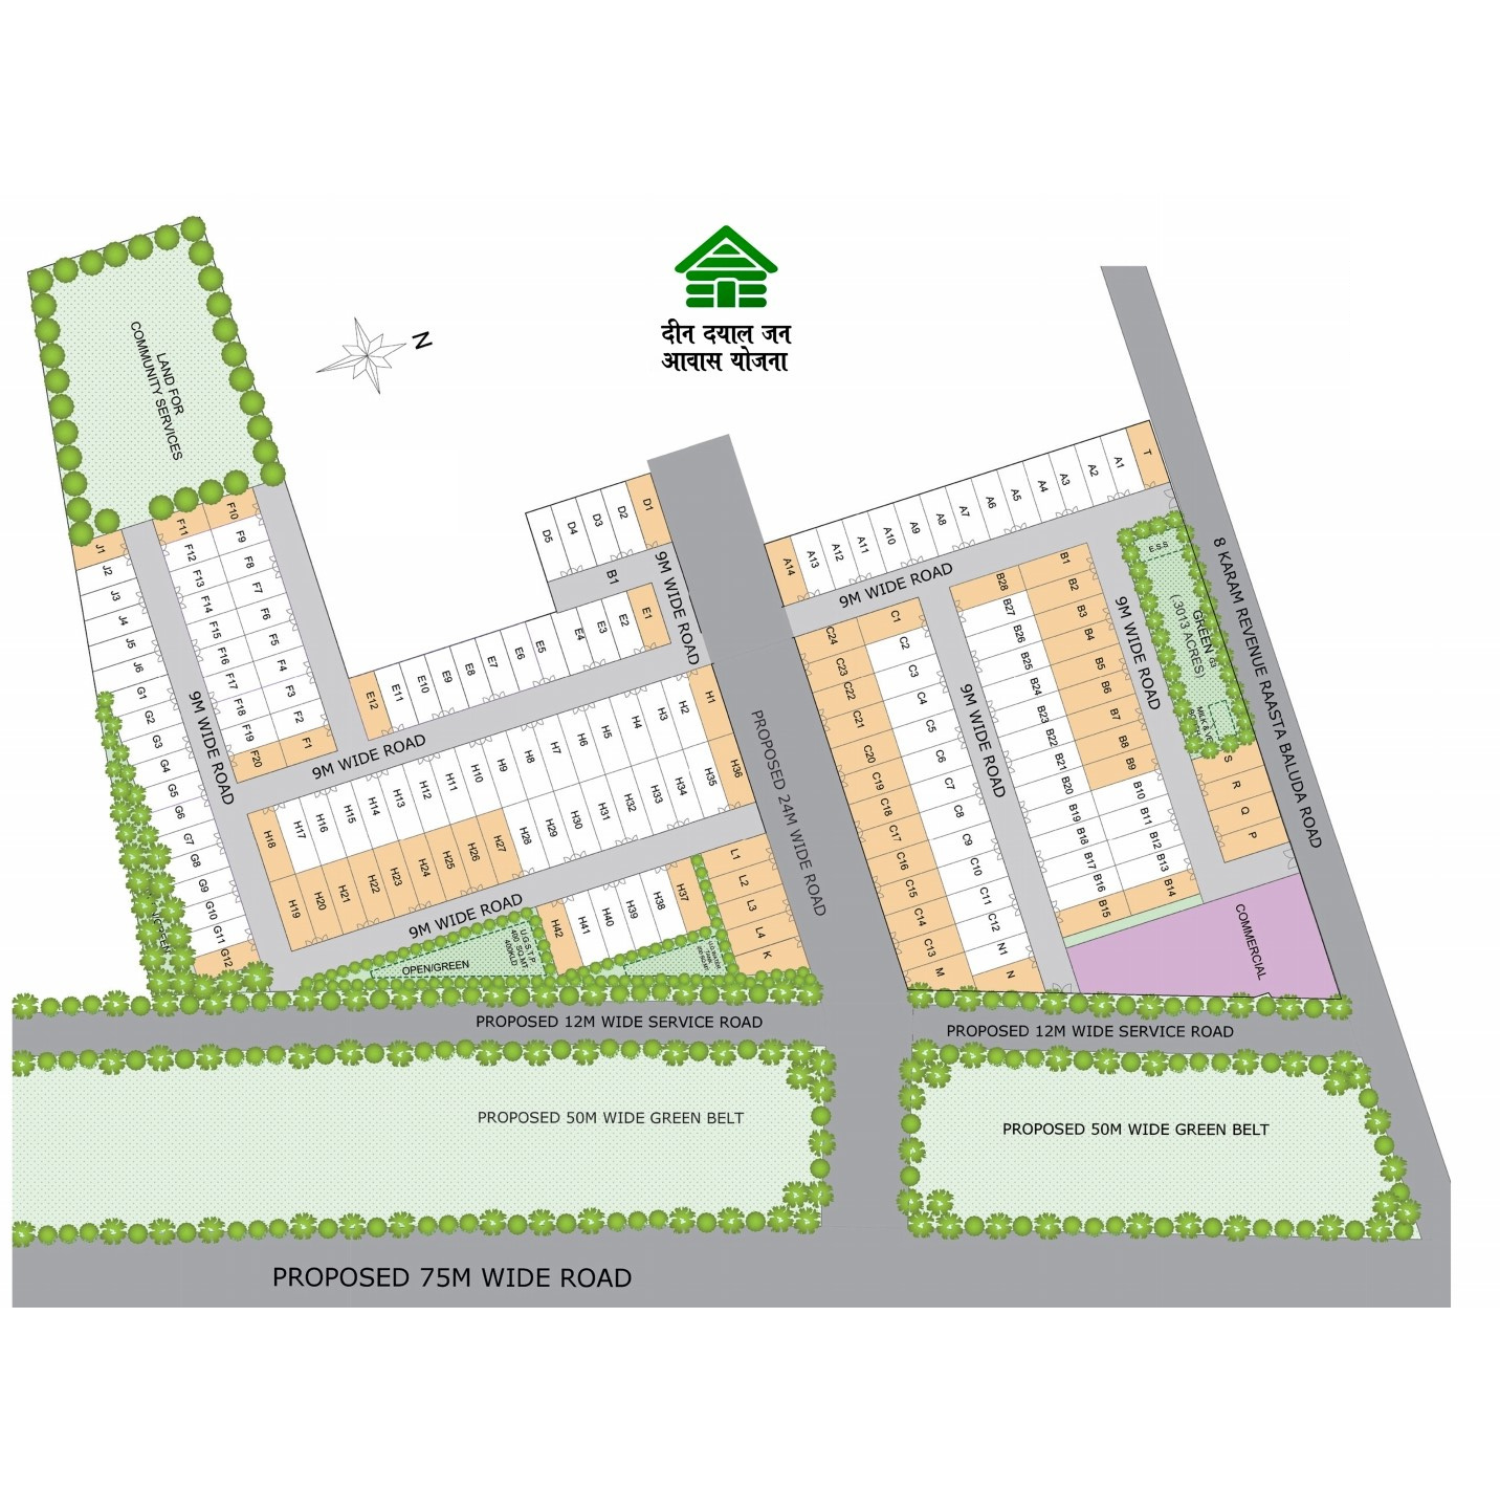 दीन दयाल जन
आवास योजना
N
LAND FOR
COMMUNITY SERVICES
J1
J2
J3
J4
J5
J6
G1
G2
G3
G4
G5
G6
G7
G8
G9
G10
G11
G12
F11
F12
F13
F14
F15
F16
F17
F18
F19
F20
F10
F9
F8
F7
F6
F5
F4
F3
F2
F1
9M WIDE ROAD
D5
D4
D3
D2
D1
B1
9M WIDE ROAD
E12
E11
E10
E9
E8
E7
E6
E5
E4
E3
E2
E1
9M WIDE ROAD
H18
H17
H16
H15
H14
H13
H12
H11
H10
H9
H8
H7
H6
H5
H4
H3
H2
H1
H19
H20
H21
H22
H23
H24
H25
H26
H27
H28
H29
H30
H31
H32
H33
H34
H35
H36
9M WIDE ROAD
H42
H41
H40
H39
H38
H37
L1
L2
L3
L4
K
OPEN/GREEN
U.G.S.T.P.
400 SQ.MT
400KLD
PROPOSED 24M WIDE ROAD
A14
A13
A12
A11
A10
A9
A8
A7
A6
A5
A4
A3
A2
A1
T
9M WIDE ROAD
C24
C23
C22
C21
C20
C19
C18
C17
C16
C15
C14
C13
M
C1
C2
C3
C4
C5
C6
C7
C8
C9
C10
C11
C12
N1
N
9M WIDE ROAD
B28
B27
B26
B25
B24
B23
B22
B21
B20
B19
B18
B17
B16
B15
B1
B2
B3
B4
B5
B6
B7
B8
B9
B10
B11
B12
B13
B14
9M WIDE ROAD
E.S.S
GREEN
(.3013 ACRES)
S
R
Q
P
8 KARAM REVENUE RAASTA BALUDA ROAD
COMMERCIAL
PROPOSED 12M WIDE SERVICE ROAD
PROPOSED 12M WIDE SERVICE ROAD
PROPOSED 50M WIDE GREEN BELT
PROPOSED 50M WIDE GREEN BELT
PROPOSED 75M WIDE ROAD